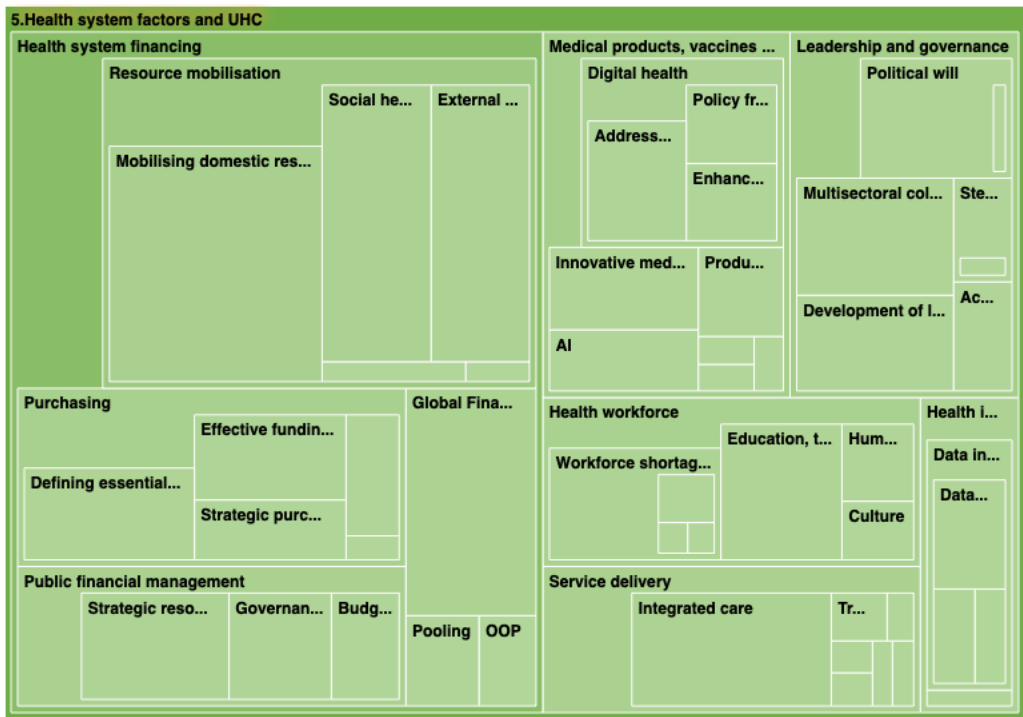 5.Health system factors and UHC
Health system financing
Resource mobilisation
Social he...
External ...
Mobilising domestic res...
Purchasing
Effective fundin...
Defining essential...
Strategic purc...
Global Fina...
Public financial management
Strategic reso...
Governan...
Budg...
Pooling
OOP
Medical products, vaccines ...
Digital health
Policy fr...
Address...
Enhanc...
Innovative med...
Produ...
AI
Leadership and governance
Political will
Multisectoral col...
Ste...
Development of l...
Ac...
Health workforce
Workforce shortag...
Education, t...
Hum...
Culture
Health i...
Data in...
Data...
Service delivery
Integrated care
Tr...